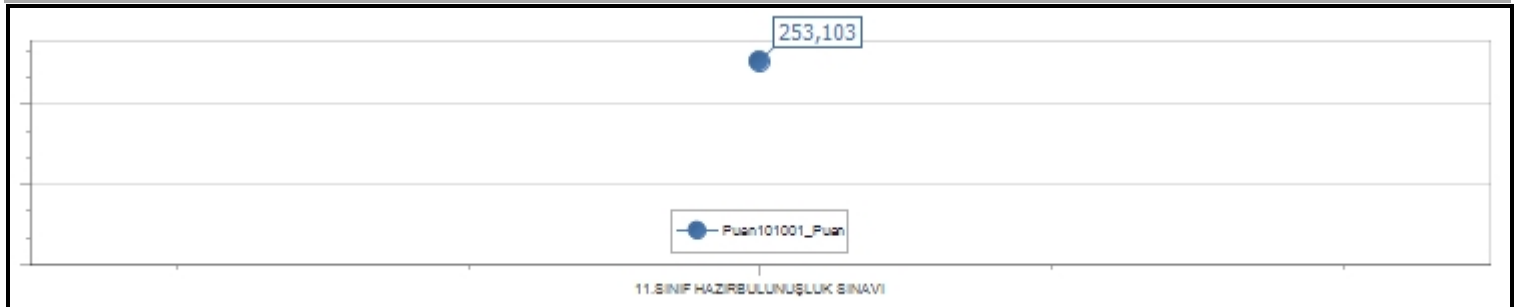 253,103
Puan101001_Puan
11.SINIF HAZIRBULUNUŞLUK SINAVI